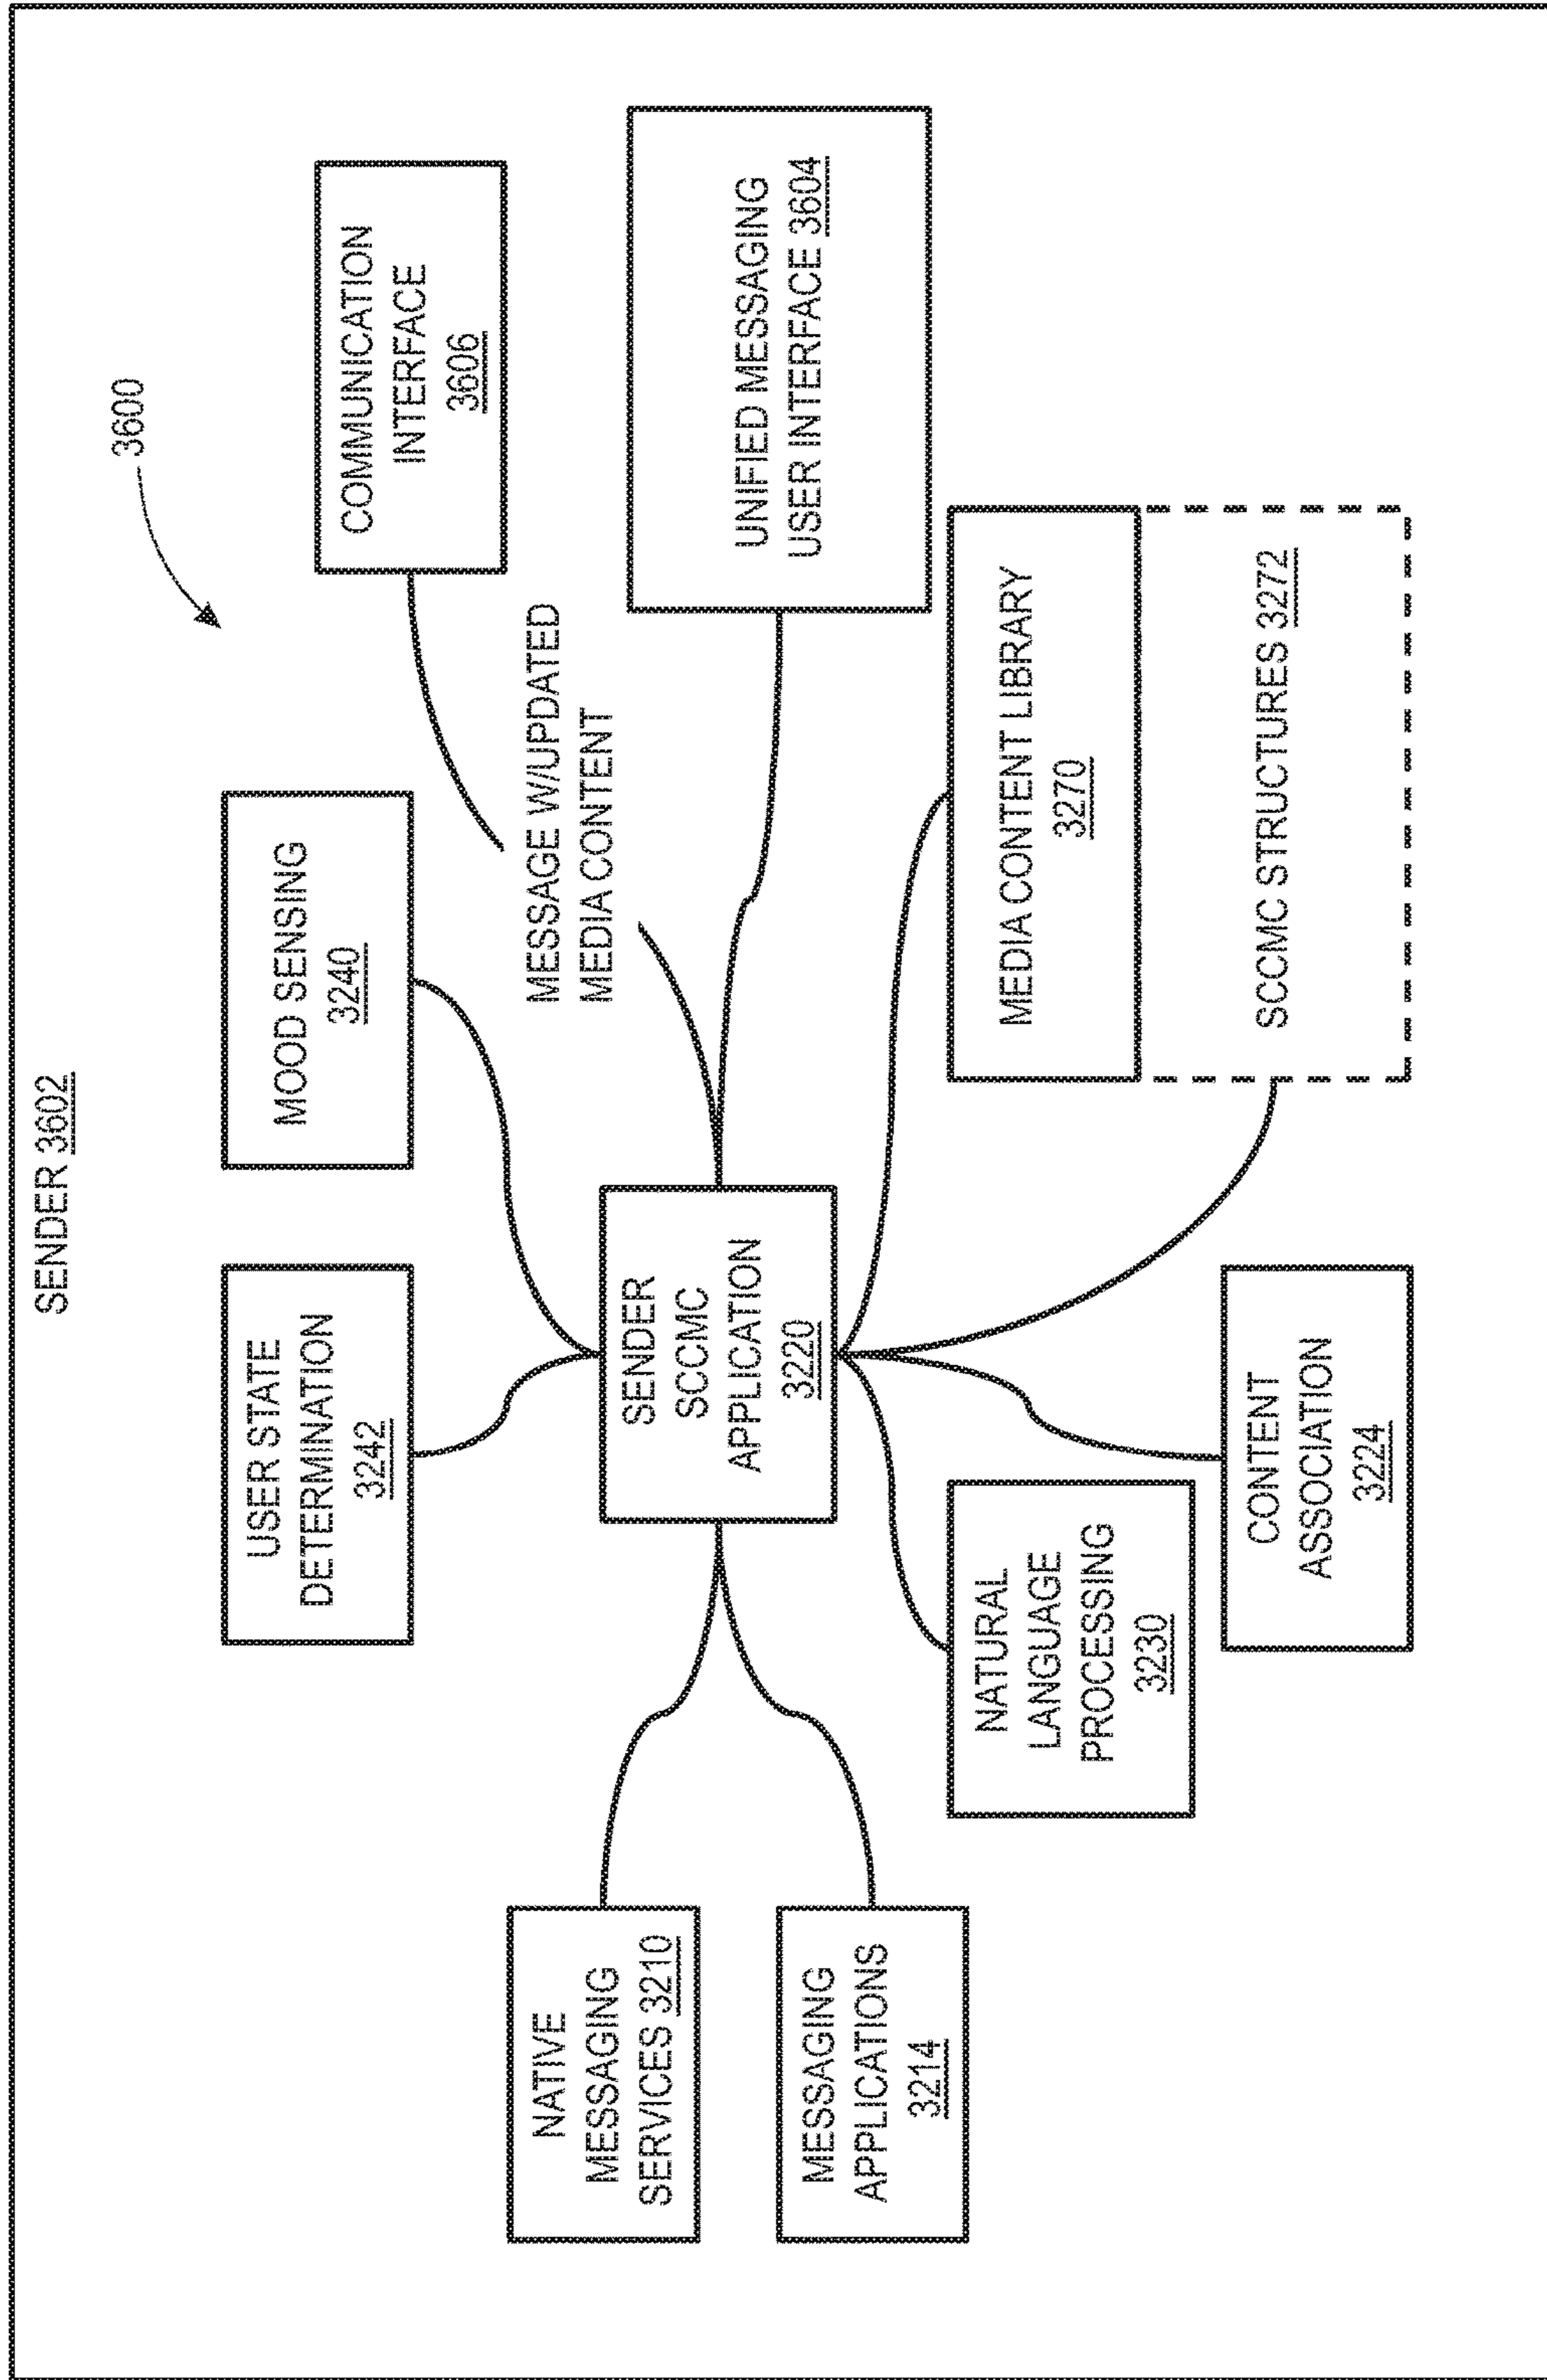 SENDER 3602
3600
USER STATE
DETERMINATION
3242
MOOD SENSING
3240
COMMUNICATION
INTERFACE
3606
MESSAGE W/UPDATED
MEDIA CONTENT
NATIVE
MESSAGING
SERVICES 3210
SENDER
SCCMC
APPLICATION
3220
UNIFIED MESSAGING
USER INTERFACE 3604
MESSAGING
APPLICATIONS
3214
NATURAL
LANGUAGE
PROCESSING
3230
MEDIA CONTENT LIBRARY
3270
CONTENT
ASSOCIATION
3224
SCCMC STRUCTURES 3272